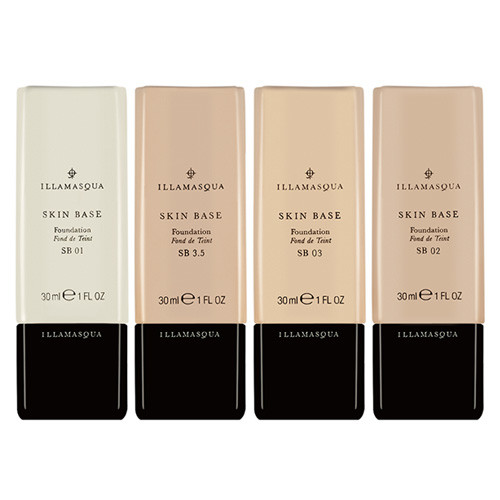 ILLAMASQUA
SKIN BASE
Foundation
Fond de Teint
SB 01
30 ml e 1 FL OZ
ILLAMASQUA
ILLAMASQUA
SKIN BASE
Foundation
Fond de Teint
SB 3.5
30 ml e 1 FL OZ
ILLAMASQUA
ILLAMASQUA
SKIN BASE
Foundation
Fond de Teint
SB 03
30 ml e 1 FL OZ
ILLAMASQUA
ILLAMASQUA
SKIN BASE
Foundation
Fond de Teint
SB 02
30 ml e 1 FL OZ
ILLAMASQUA